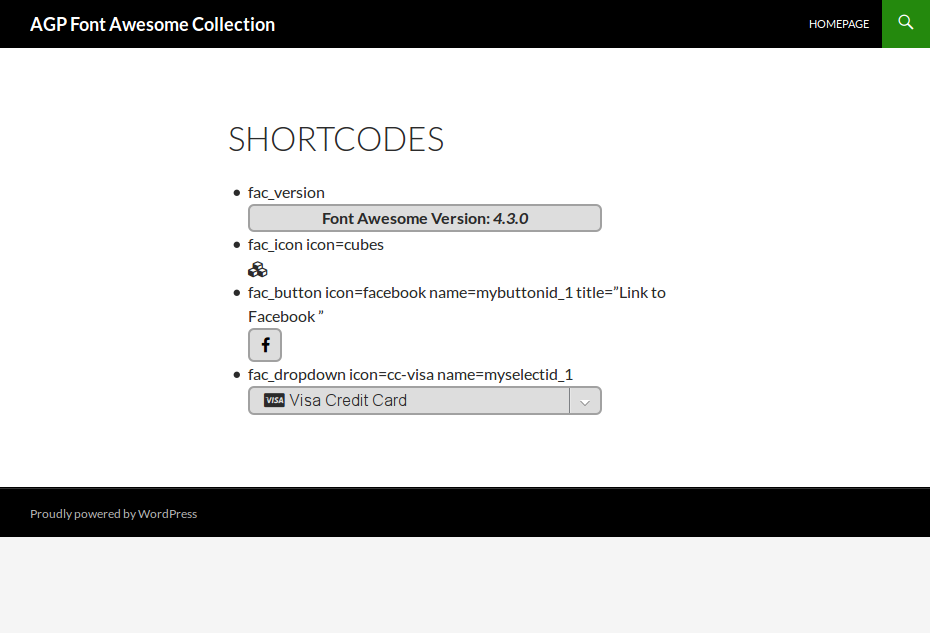 AGP Font Awesome Collection
HOMEPAGE
SHORTCODES
fac_version
Font Awesome Version: 4.3.0
fac_icon icon=cubes
fac_button icon=facebook name=mybuttonid_1 title=”Link to
Facebook ”
fac_dropdown icon=cc-visa name=myselectid_1
VISA Visa Credit Card
Proudly powered by WordPress